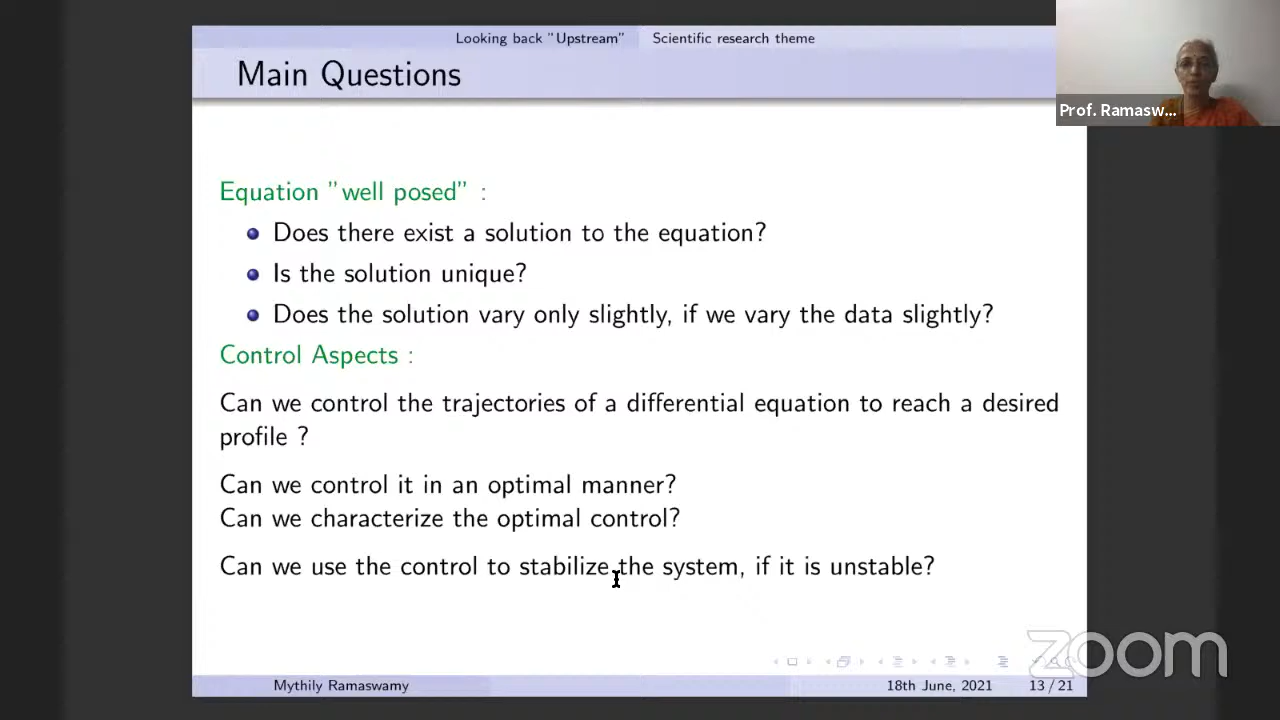 Looking back "Upstream" Scientific research theme
Main Questions
Prof. Ramasw...
Equation "well posed" :
Does there exist a solution to the equation?
Is the solution unique?
Does the solution vary only slightly, if we vary the data slightly?
Control Aspects :
Can we control the trajectories of a differential equation to reach a desired
profile ?
Can we control it in an optimal manner?
Can we characterize the optimal control?
Can we use the control to stabilize the system, if it is unstable?
zoom
Mythily Ramaswamy 18th June, 2021 13 / 21